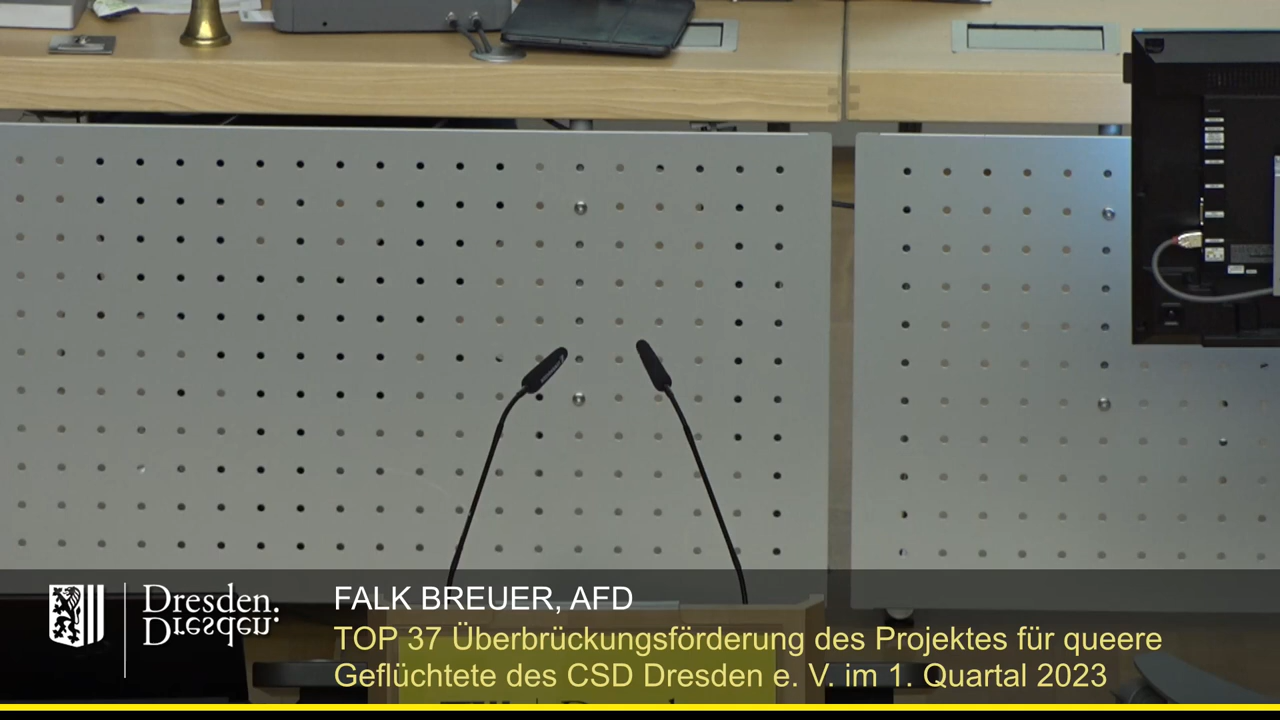 FALK BREUER, AFD
Dresden.
Dresden.
TOP 37 Überbrückungsförderung des Projektes für queere
Geflüchtete des CSD Dresden e. V. im 1. Quartal 2023